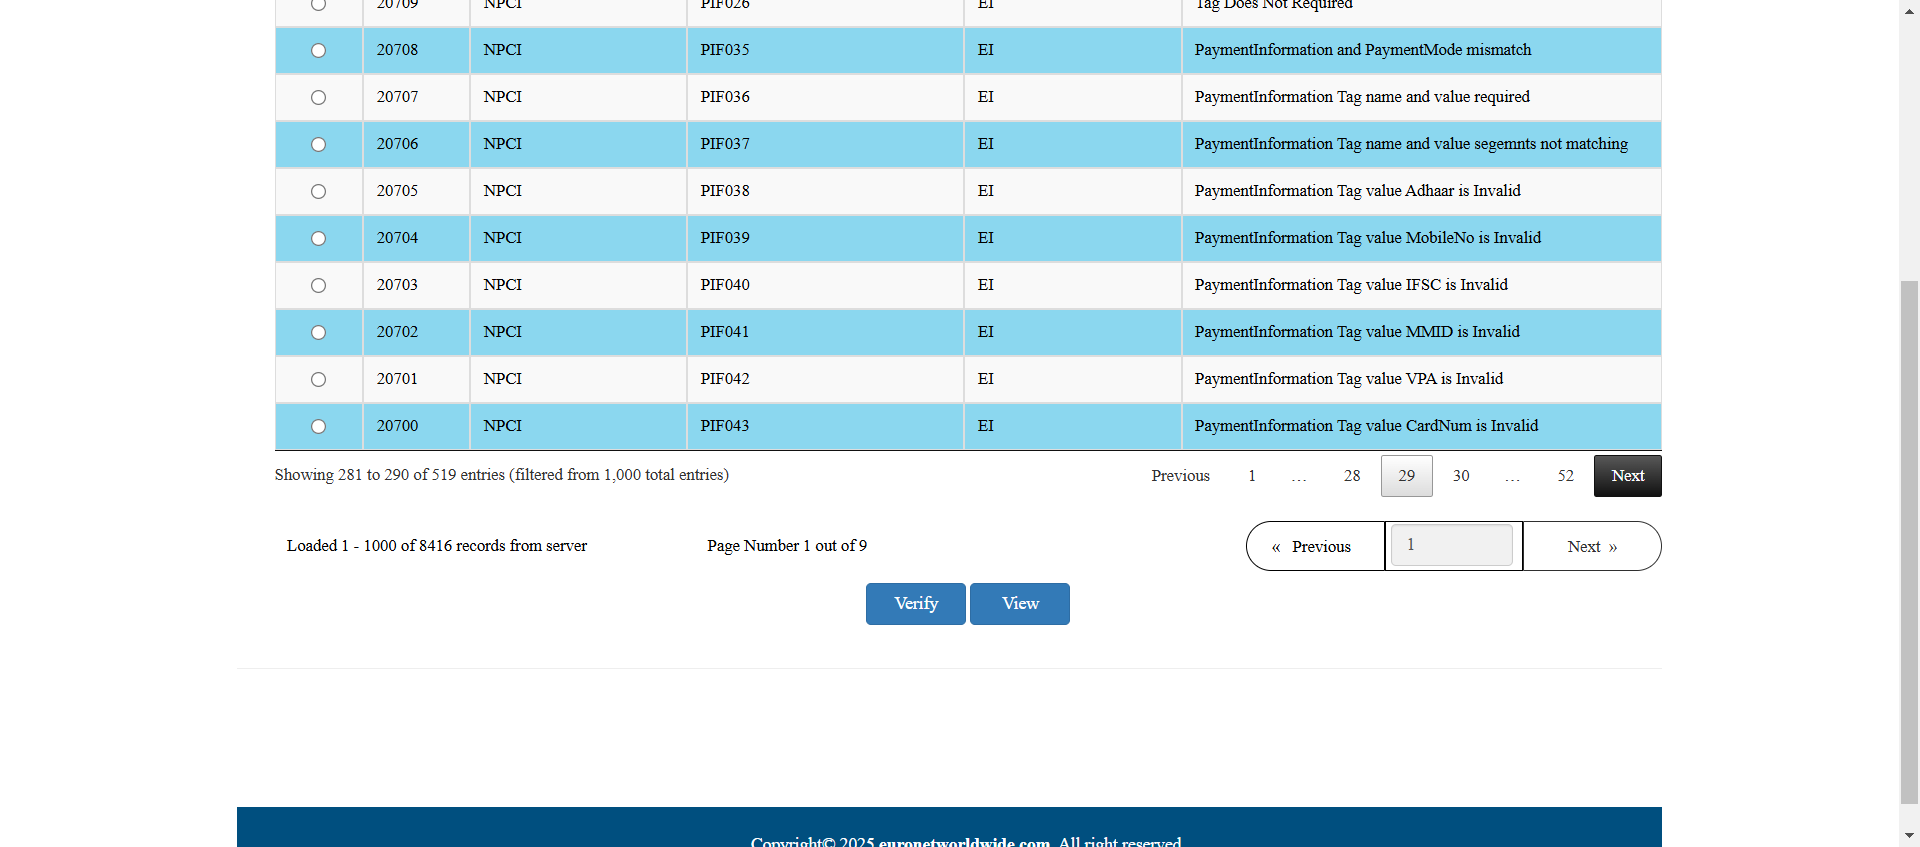 20709 NPCI PIF026 EI Tag Does Not Required
20708 NPCI PIF035 EI PaymentInformation and PaymentMode mismatch
20707 NPCI PIF036 EI PaymentInformation Tag name and value required
20706 NPCI PIF037 EI PaymentInformation Tag name and value segemnts not matching
20705 NPCI PIF038 EI PaymentInformation Tag value Adhaar is Invalid
20704 NPCI PIF039 EI PaymentInformation Tag value MobileNo is Invalid
20703 NPCI PIF040 EI PaymentInformation Tag value IFSC is Invalid
20702 NPCI PIF041 EI PaymentInformation Tag value MMID is Invalid
20701 NPCI PIF042 EI PaymentInformation Tag value VPA is Invalid
20700 NPCI PIF043 EI PaymentInformation Tag value CardNum is Invalid
Showing 281 to 290 of 519 entries (filtered from 1,000 total entries) Previous 1 … 28 29 30 … 52 Next
Loaded 1 - 1000 of 8416 records from server Page Number 1 out of 9 « Previous 1 Next »
Verify View
Copyright© 2025 euronetworldwide.com. All right reserved